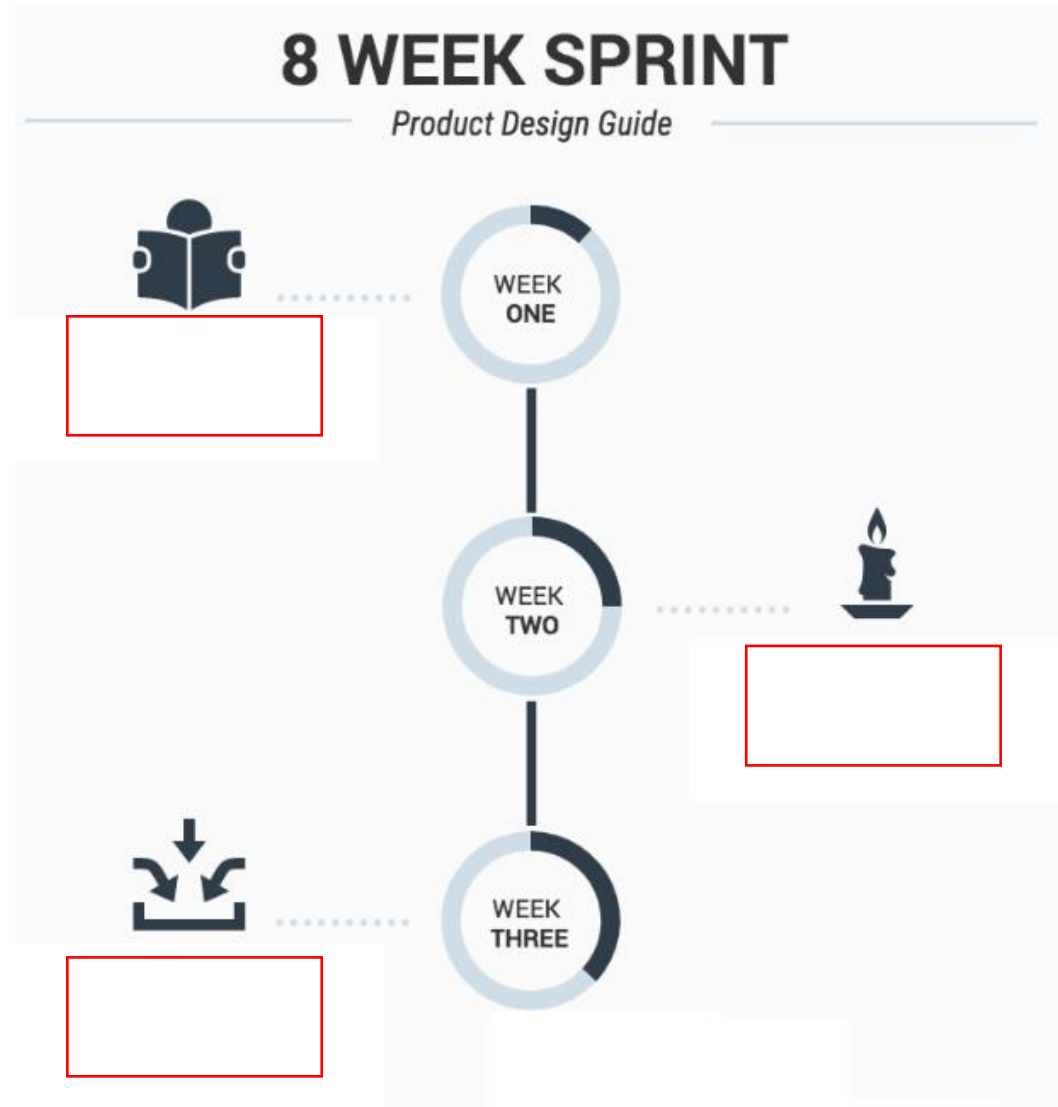 8 WEEK SPRINT
Product Design Guide
WEEK
ONE
WEEK
TWO
WEEK
THREE